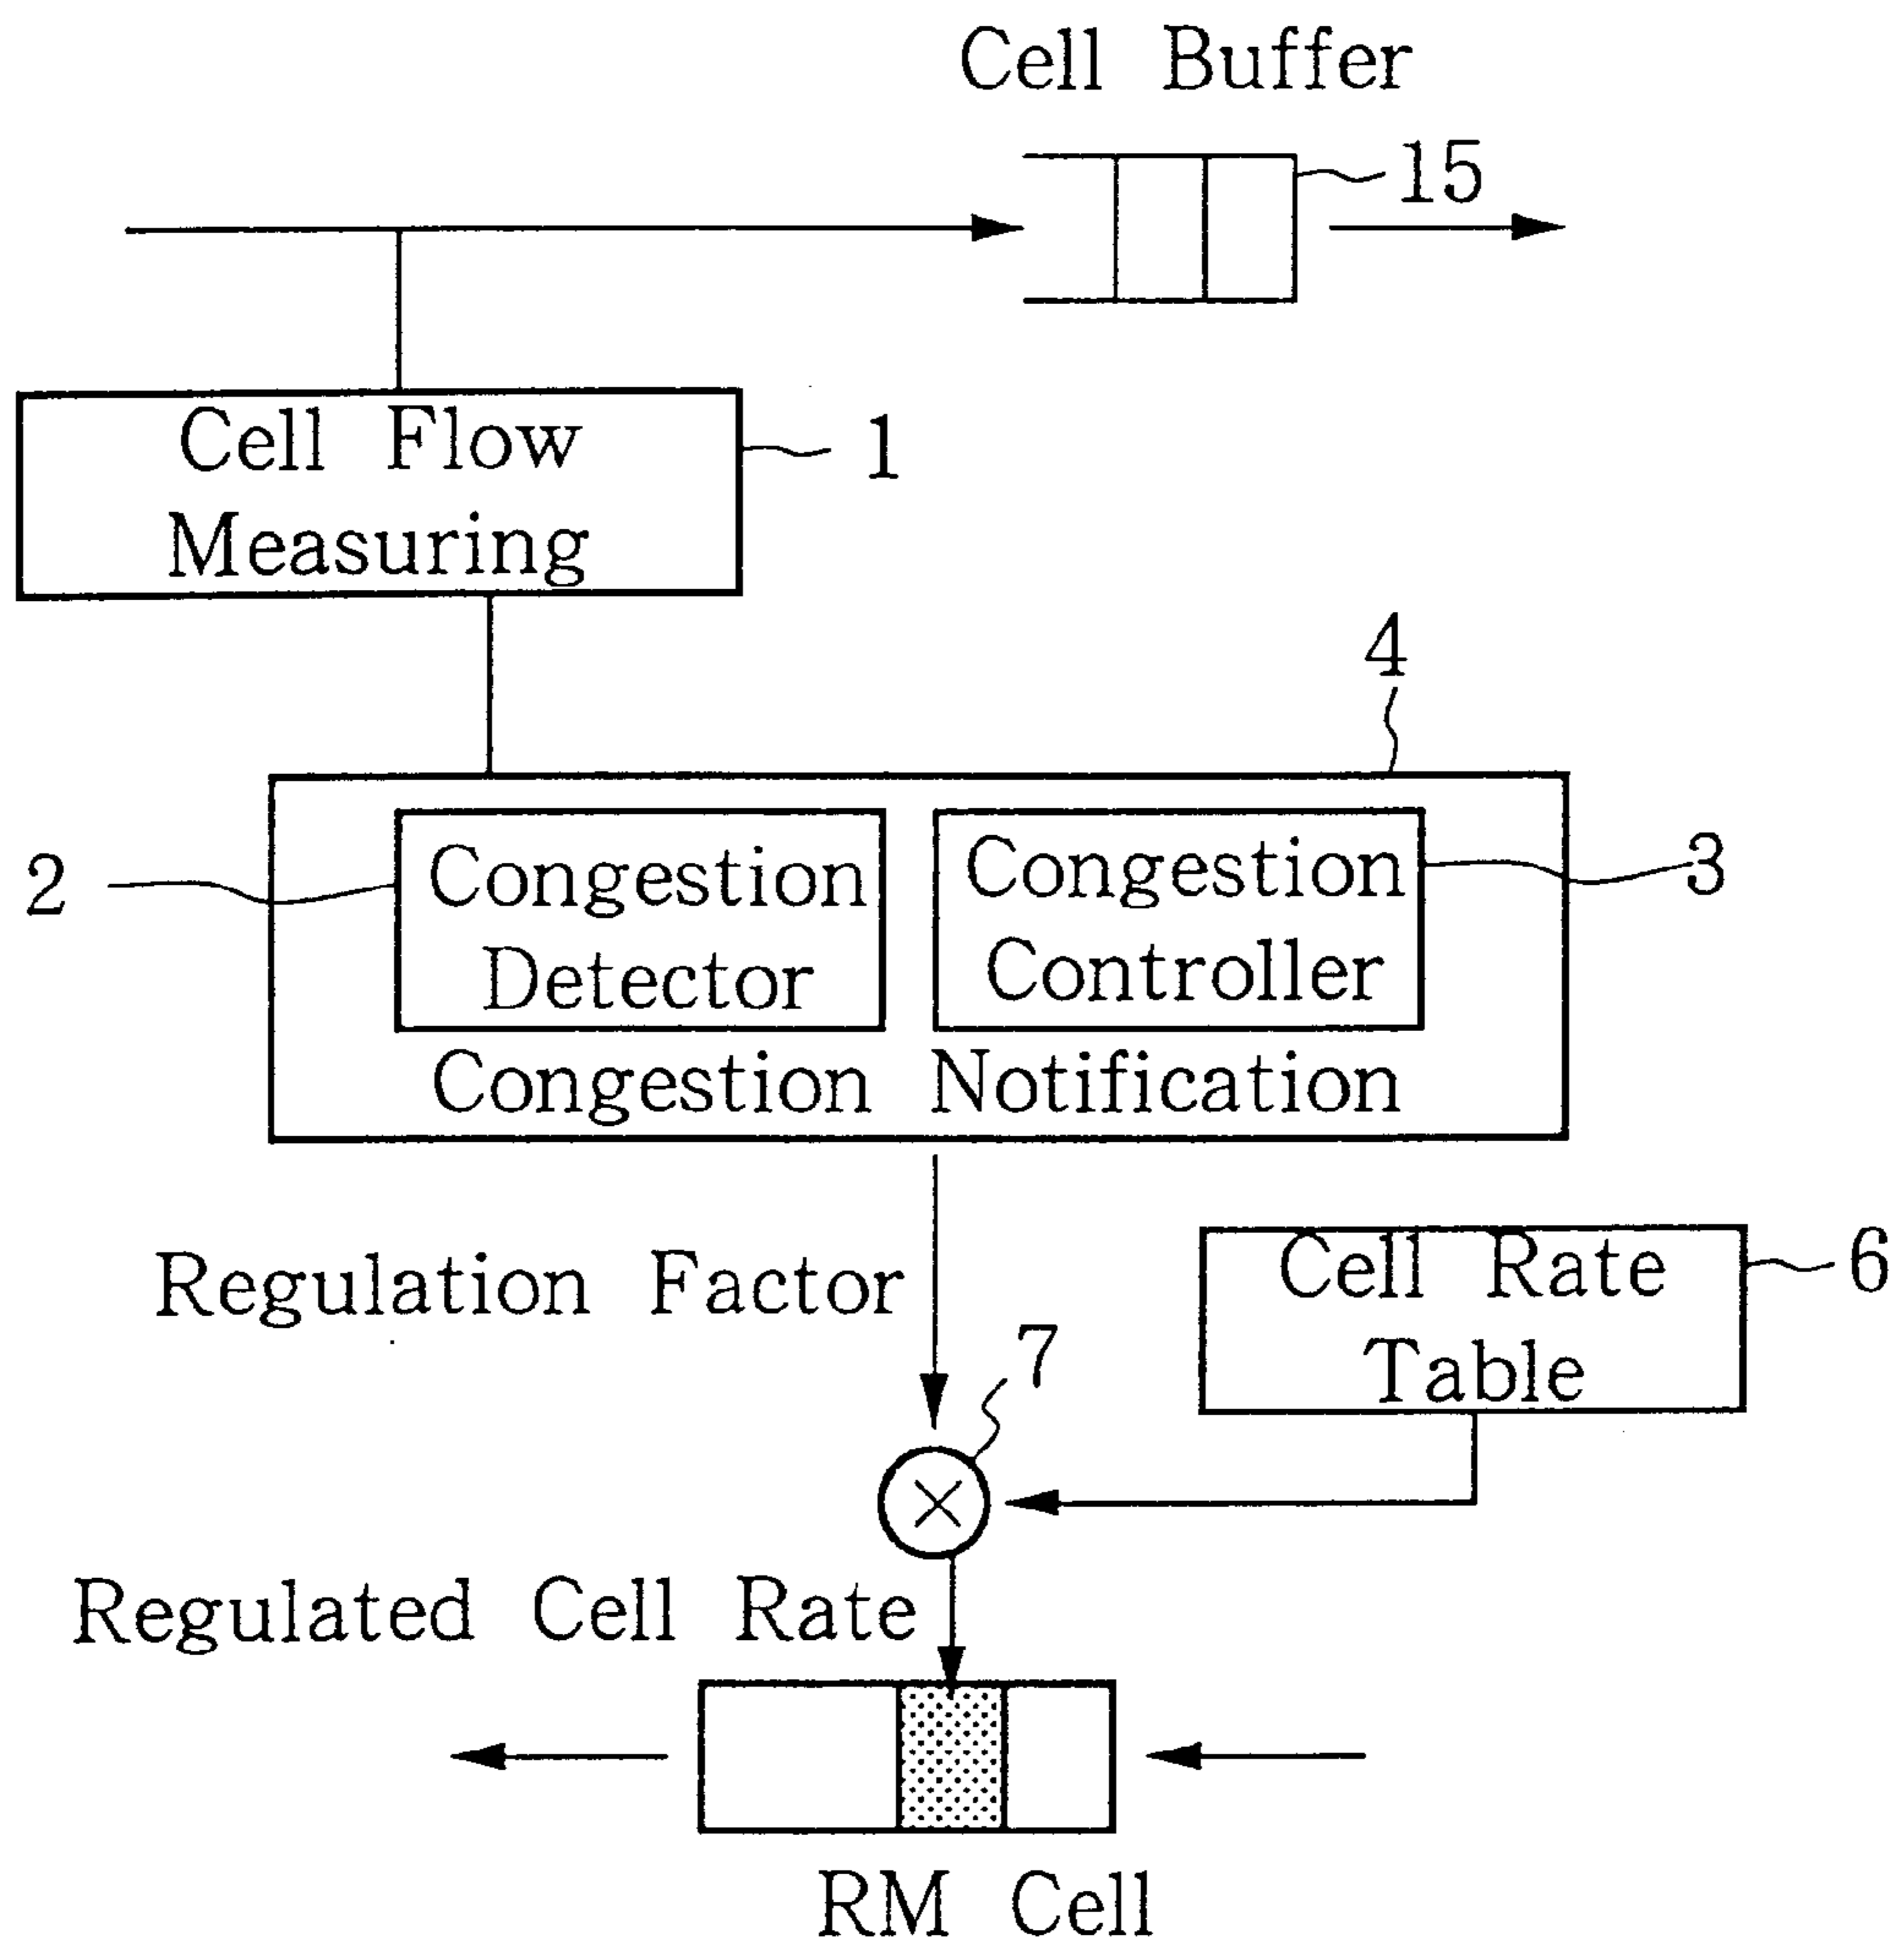 Cell Buffer
15
Cell Flow
Measuring
1
4
2
Congestion
Detector
Congestion
Controller
3
Congestion Notification
Regulation Factor
Cell Rate
Table
6
7
Regulated Cell Rate
RM Cell